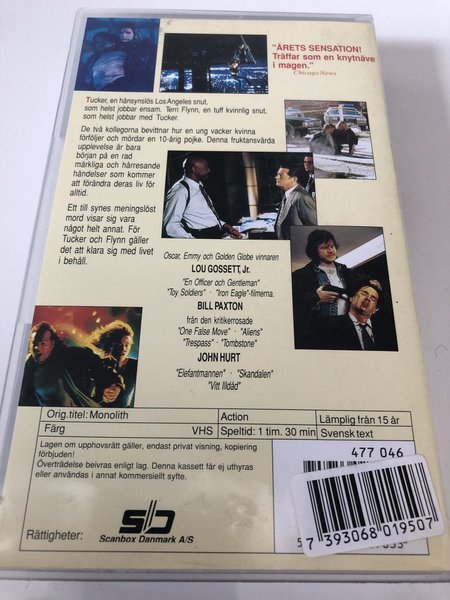 "ÅRETS SENSATION!
Träffar som en knytnäve
i magen."
Chicago News
Tucker, en hänsynslös Los Angeles snut,
som helst jobbar ensam. Terri Flynn, en tuff kvinnlig snut,
som helst jobbar med Tucker.
De två kollegorna bevittnar hur en ung vacker kvinna
förföljer och mördar en 10-årig pojke. Denna fruktansvärda
upplevelse är bara
början på en rad
märkliga och hårresande
händelser som kommer
att förändra deras liv för
alltid.
Ett till synes meningslöst
mord visar sig vara
något helt annat. För
Tucker och Flynn gäller
det att klara sig med livet
i behåll.
Oscar, Emmy och Golden Globe vinnaren
LOU GOSSETT, Jr.
"En Officer och Gentleman"
"Toy Soldiers" · "Iron Eagle"-filmerna.
BILL PAXTON
från den kritikerrosade
"One False Move" · "Aliens"
"Trespass" · "Tombstone"
JOHN HURT
"Elefantmannen" · "Skandalen"
"Vitt Illdåd"
Orig.titel: Monolith Action Lämplig från 15 år
Färg VHS Speltid: 1 tim. 30 min Svensk text
Lagen om upphovsrätt gäller, endast privat visning, kopiering
förbjuden!
Överträdelse beivras enligt lag. Denna kassett får ej uthyras
eller användas i annat kommersiellt syfte.
477 046
7 393068 019507
Rättigheter: Scanbox Danmark A/S